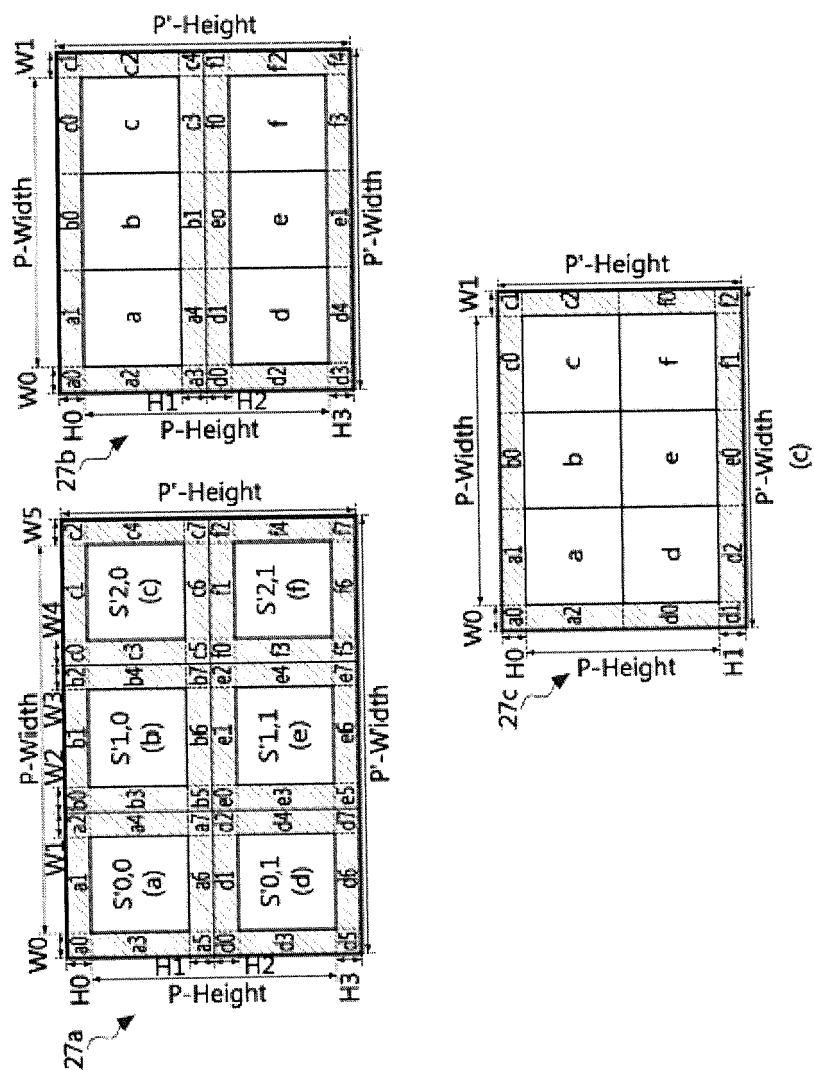 27a
W0
P-Width
W1
W2
W3
W4
W5
H0
a0
a1
a2
b0
b1
b2
c0
c1
c2
a3
S'0,0
(a)
a4
b3
S'1,0
(b)
b4
c3
S'2,0
(c)
c4
H1
a5
a6
a7
b5
b6
b7
c5
c6
c7
P-Height
P'-Height
H2
d0
d1
d2
e0
e1
e2
f0
f1
f2
d3
S'0,1
(d)
d4
e3
S'1,1
(e)
e4
f3
S'2,1
(f)
f4
H3
d5
d6
d7
e5
e6
e7
f5
f6
f7
P'-Width
27b
W0
P-Width
W1
H0
a0
a1
b0
c0
c1
a2
a
b
c
c2
H1
a3
a4
b1
c3
c4
P-Height
P'-Height
H2
d0
d1
e0
f0
f1
d2
d
e
f
f2
H3
d3
d4
e1
f3
f4
P'-Width
27c
W0
P-Width
W1
H0
a0
a1
b0
c0
c1
a2
a
b
c
c2
P-Height
P'-Height
d0
d
e
f
f0
H1
d1
d2
e0
f1
f2
P'-Width
(c)